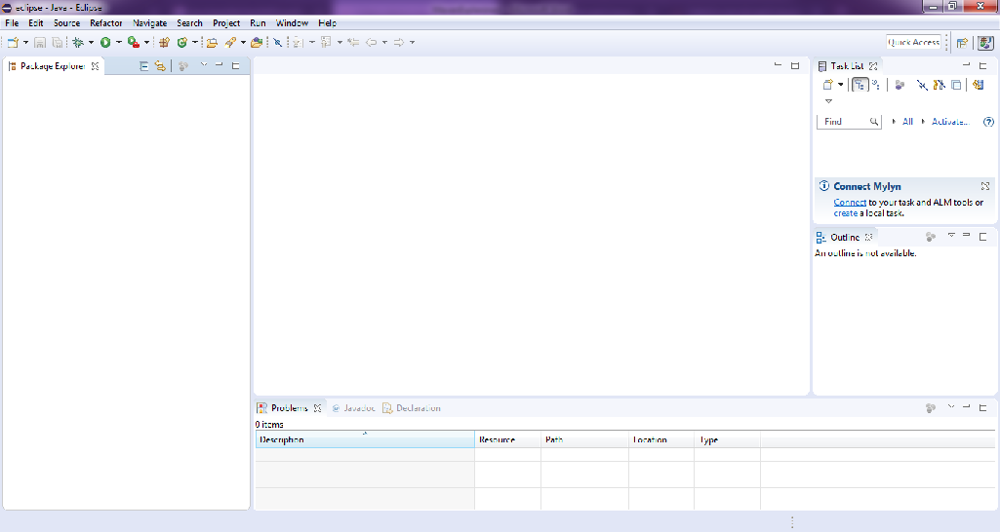 eclipse - Java - Eclipse
File Edit Source Refactor Navigate Search Project Run Window Help
Quick Access
Package Explorer
Task List
Find
All
Activate...
Connect Mylyn
Connect to your task and ALM tools or
create a local task.
Outline
An outline is not available.
Problems
@ Javadoc
Declaration
0 items
Description Resource Path Location Type